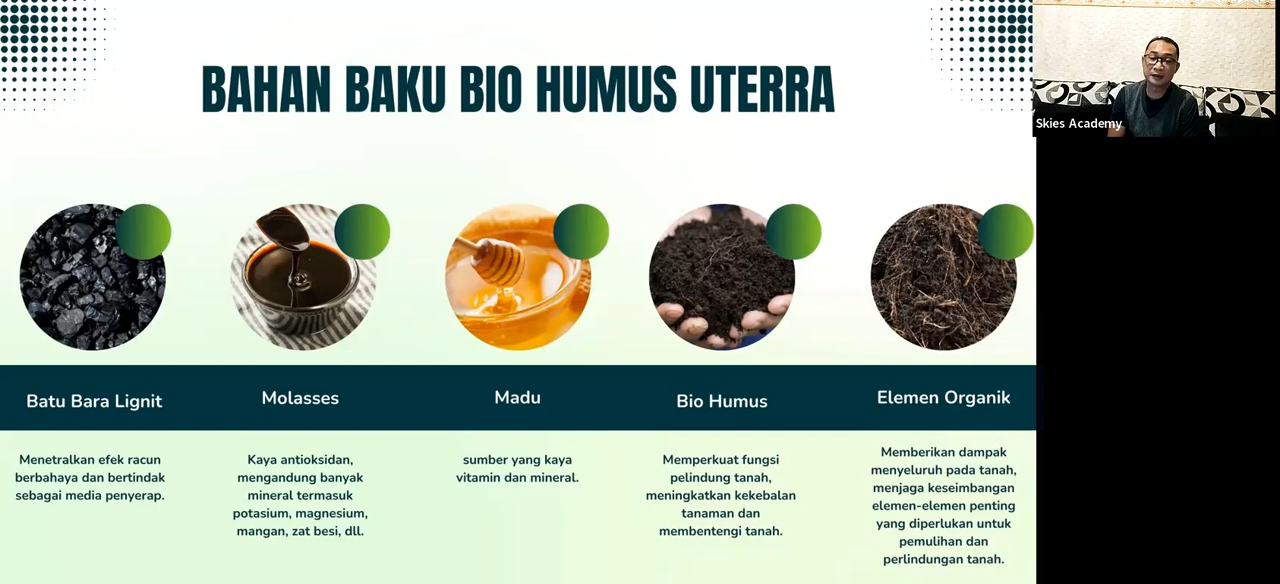 BAHAN BAKU BIO HUMUS UTERRA
Skies Academy
Batu Bara Lignit
Menetralkan efek racun
berbahaya dan bertindak
sebagai media penyerap.
Molasses
Kaya antioksidan,
mengandung banyak
mineral termasuk
potasium, magnesium,
mangan, zat besi, dll.
Madu
sumber yang kaya
vitamin dan mineral.
Bio Humus
Memperkuat fungsi
pelindung tanah,
meningkatkan kekebalan
tanaman dan
membentengi tanah.
Elemen Organik
Memberikan dampak
menyeluruh pada tanah,
menjaga keseimbangan
elemen-elemen penting
yang diperlukan untuk
pemulihan dan
perlindungan tanah.